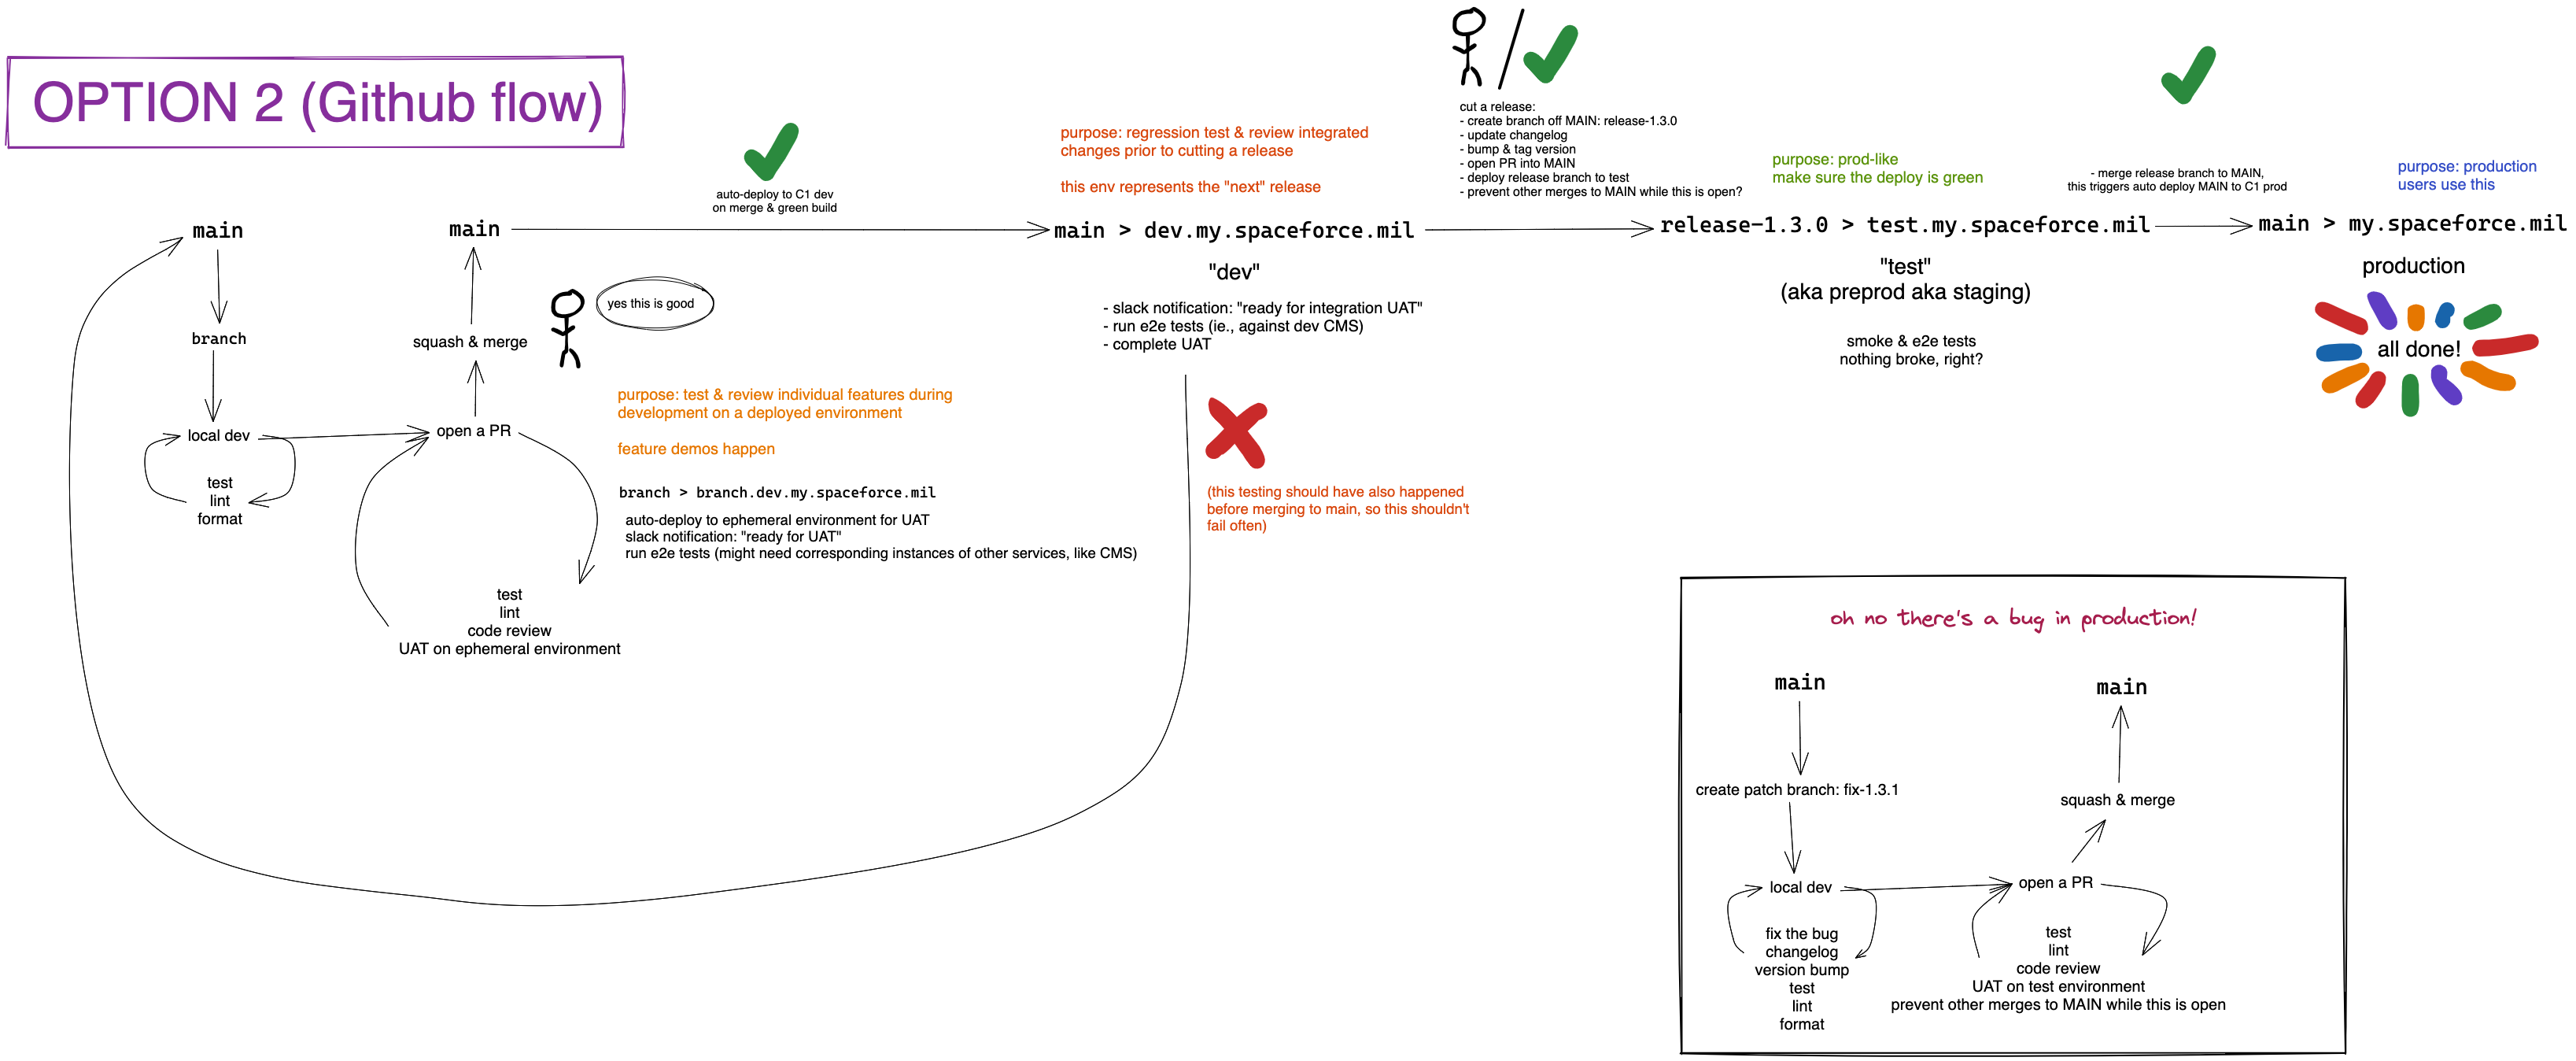 OPTION 2 (Github flow)
main
branch
local dev
test
lint
format
main
squash & merge
open a PR
test
lint
code review
UAT on ephemeral environment
yes this is good
purpose: test & review individual features during
development on a deployed environment
feature demos happen
branch > branch.dev.my.spaceforce.mil
auto-deploy to ephemeral environment for UAT
slack notification: "ready for UAT"
run e2e tests (might need corresponding instances of other services, like CMS)
auto-deploy to C1 dev
on merge & green build
purpose: regression test & review integrated
changes prior to cutting a release
this env represents the "next" release
main > dev.my.spaceforce.mil
"dev"
- slack notification: "ready for integration UAT"
- run e2e tests (ie., against dev CMS)
- complete UAT
(this testing should have also happened
before merging to main, so this shouldn't
fail often)
cut a release:
- create branch off MAIN: release-1.3.0
- update changelog
- bump & tag version
- open PR into MAIN
- deploy release branch to test
- prevent other merges to MAIN while this is open?
purpose: prod-like
make sure the deploy is green
release-1.3.0 > test.my.spaceforce.mil
"test"
(aka preprod aka staging)
smoke & e2e tests
nothing broke, right?
- merge release branch to MAIN,
this triggers auto deploy MAIN to C1 prod
purpose: production
users use this
main > my.spaceforce.mil
production
all done!
oh no there's a bug in production!
main
create patch branch: fix-1.3.1
local dev
fix the bug
changelog
version bump
test
lint
format
main
squash & merge
open a PR
test
lint
code review
UAT on test environment
prevent other merges to MAIN while this is open